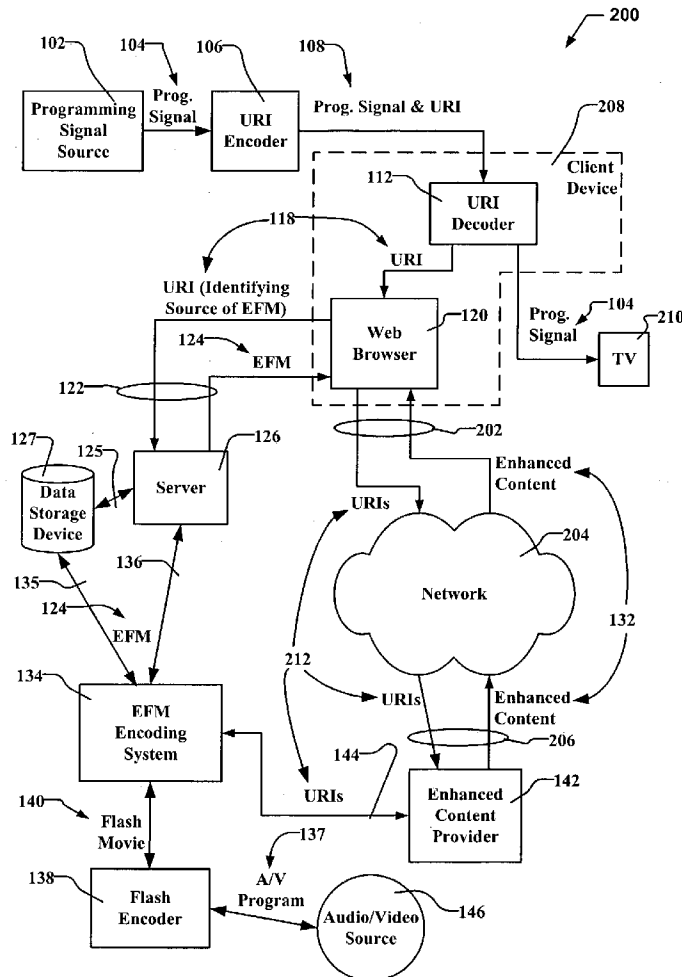 200
102
104
106
108
Prog. Signal
Programming Signal Source
URI Encoder
Prog. Signal & URI
208
Client Device
112
URI Decoder
118
URI
URI (Identifying Source of EFM)
124
EFM
Web Browser
120
Prog. Signal
104
210
TV
122
202
127
125
126
Data Storage Device
Server
Enhanced Content
URIs
204
136
135
124
EFM
Network
132
212
134
EFM Encoding System
URIs
Enhanced Content
206
144
URIs
142
Enhanced Content Provider
140
Flash Movie
137
A/V Program
138
Flash Encoder
Audio/Video Source
146